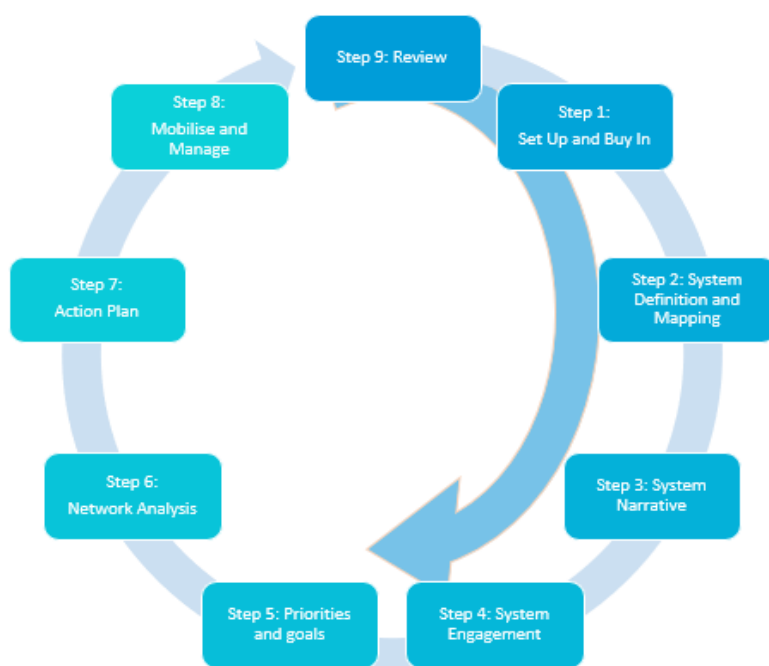 Step 9: Review
Step 1:
Set Up and Buy In
Step 2: System
Definition and
Mapping
Step 3: System
Narrative
Step 4: System
Engagement
Step 5: Priorities
and goals
Step 6:
Network Analysis
Step 7:
Action Plan
Step 8:
Mobilise and
Manage